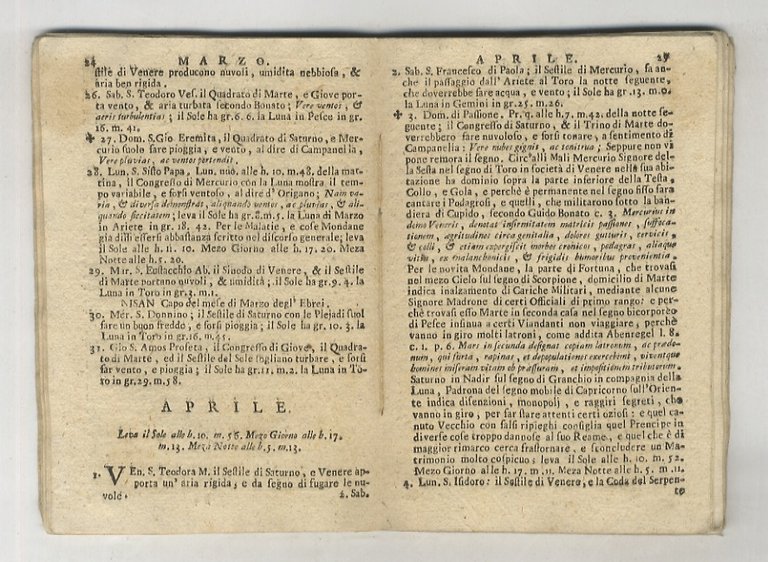 24 MARZO.
stile di Venere producono nuvoli, umidita nebbiosa, &
aria ben rigida.
26. Sab. S. Teodoro Ves. il Quadrato di Marte, e Giove por-
ta vento, & aria turbata secondo Bonato; Vere ventos, &
aeris turbulentias; il Sole ha gr. 6. 6. la Luna in Pesce in gr.
16. m. 41.
✠ 27. Dom. S. Gio Eremita, il Quadrato di Saturno, e Mer-
curio suole fare pioggia, e vento, al dire di Campanella,
Vere pluvias, ac ventos portendit.
28. Lun. S. Sisto Papa. Lun. nuo. alle h. 10. m. 48. della mat-
tina, il Congresso di Mercurio con la Luna mostra il tem-
po variabile, e forsi ventoso, al dire d' Origano; Nam va-
ria, & diversa demonstrat, aliquando ventos, ac pluvias, & ali-
quando siccitatem; leva il Sole ha gr. 8. m. 5. la Luna di Marzo
in Ariete in gr. 18. 42. Per le Malatie, e cose Mondane
gia dissi essersi abbastanza scritto nel discorso generale; leva
il Sole alle h. 11. 10. Mezo Giorno alle h. 17. 20. Meza
Notte alle h. 5. 20.
29. Mar. S. Eustacchio Ab. il Sinodo di Venere, & il Sestile
di Marte portano nuvoli, & umidità; il Sole ha gr. 9. 4. la
Luna in Toro in gr. 3. m. 1.
NISAN Capo del mese di Marzo degl' Ebrei.
30. Mer. S. Donnino; il Sestile di Saturno con le Plejadi suol
fare un buon freddo, e forsi pioggia; il Sole ha gr. 10. 3. la
Luna in Toro in gr. 16. m. 45.
31. Gio S. Amos Profeta, il Congresso di Giove, il Quadra-
to di Marte, ed il Sestile del Sole sogliano turbare, e forsi
far vento, e pioggia; il Sole ha gr. 11. m. 2. la Luna in To-
ro in gr. 29. m. 58.
APRILE.
Leva il Sole alle h. 10. m. 56. Mezo Giorno alle h. 17.
m. 13. Meza Notte alle h. 5. m. 13.
1. VEn. S. Teodora M. il Sestile di Saturno, e Venere ap-
porta un' aria rigida, e da segno di fugare le nu-
vole.
2. Sab.
APRILE. 25
2. Sab. S. Francesco di Paola; il Sestile di Mercurio, fa an-
che il passaggio dall' Ariete al Toro la notte seguente,
che doverebbe fare acqua, e vento; il Sole ha gr. 13. m. 0.
la Luna in Gemini in gr. 25. m. 26.
✠ 3. Dom. di Passione. Pr. q. alle h. 7. m. 42. della notte se-
guente; il Congresso di Saturno, & il Trino di Marte do-
verebbero fare nuvoloso, e forsi tonare, a sentimento di
Campanella: Vere nubes gignit, ac tonitrua; Seppure non vi
pone remora il segno. Circ' alli Mali Mercurio Signore del-
la Sesta nel segno di Toro in società di Venere nella sua abi-
tazione ha dominio sopra la parte inferiore della Testa,
Collo, e Gola, e perchè è permanente nel segno fisso sara
cantare i Podagrosi, e quelli, che militarono sotto la ban-
diera di Cupido, secondo Guido Bonato c. 3. Mercurius in
domo Veneris, denotat infirmitatem matricis passiones, suffoca-
tionem, agritudines circa genitalia, dolores gutturis, cervicis,
& colli, & etiam expergiscit morbos cronicos, podagras, aliaque
vitia, ex malanchonicis, & frigidis humoribus provenientia.
Per le novita Mondane, la parte di Fortuna, che trovasi
nel mezo Cielo sul segno di Scorpione, domicilio di Marte
indica inalzamento di Cariche Militari, mediante alcune
Signore Madrone di certi Officiali di primo rango: e per-
chè trovasi esso Marte in seconda casa nel segno bicorporeo
di Pesce insinua a certi Viandanti non viaggiare, perchè
vanno in giro molti latroni, come addita Abentegel l. 8.
c. 1. p. 6. Mars in secunda designat copiam latronum, ac prædo-
num, qui furta, rapinas, et depopulationes exercebunt, viventque
homines miseram vitam ob pressuram, et impositionem tributorum.
Saturno in Nadir sul segno di Granchio in compagnia della
Luna, Padrona del segno mobile di Capricorno sull' Orien-
te indica disenzioni, monopolj, e raggiri segreti, che
vanno in giro; per far stare attenti certi oziosi: e quel ca-
nuto Vecchio con falsi ripieghi consiglia quel Prencipe in
diverse cose troppo dannose al suo Reame, e quel che è di
maggior rimarco cerca frastornare, e sconcludere un Ma-
trimonio molto cospicuo; leva il Sole alle h. 10. m. 52.
Mezo Giorno alle h. 17. m. 11. Meza Notte alle h. 5. m. 11.
4. Lun. S. Isidoro: il Sestile di Venere, e la Coda del Serpen-
te